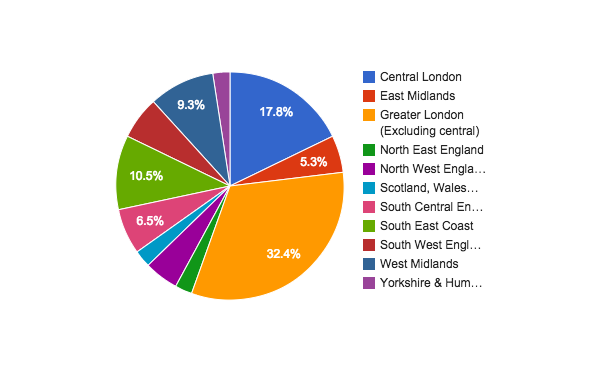 17.8%
5.3%
32.4%
6.5%
10.5%
9.3%
Central London
East Midlands
Greater London
(Excluding central)
North East England
North West Engla…
Scotland, Wales…
South Central En…
South East Coast
South West Engl…
West Midlands
Yorkshire & Hum…